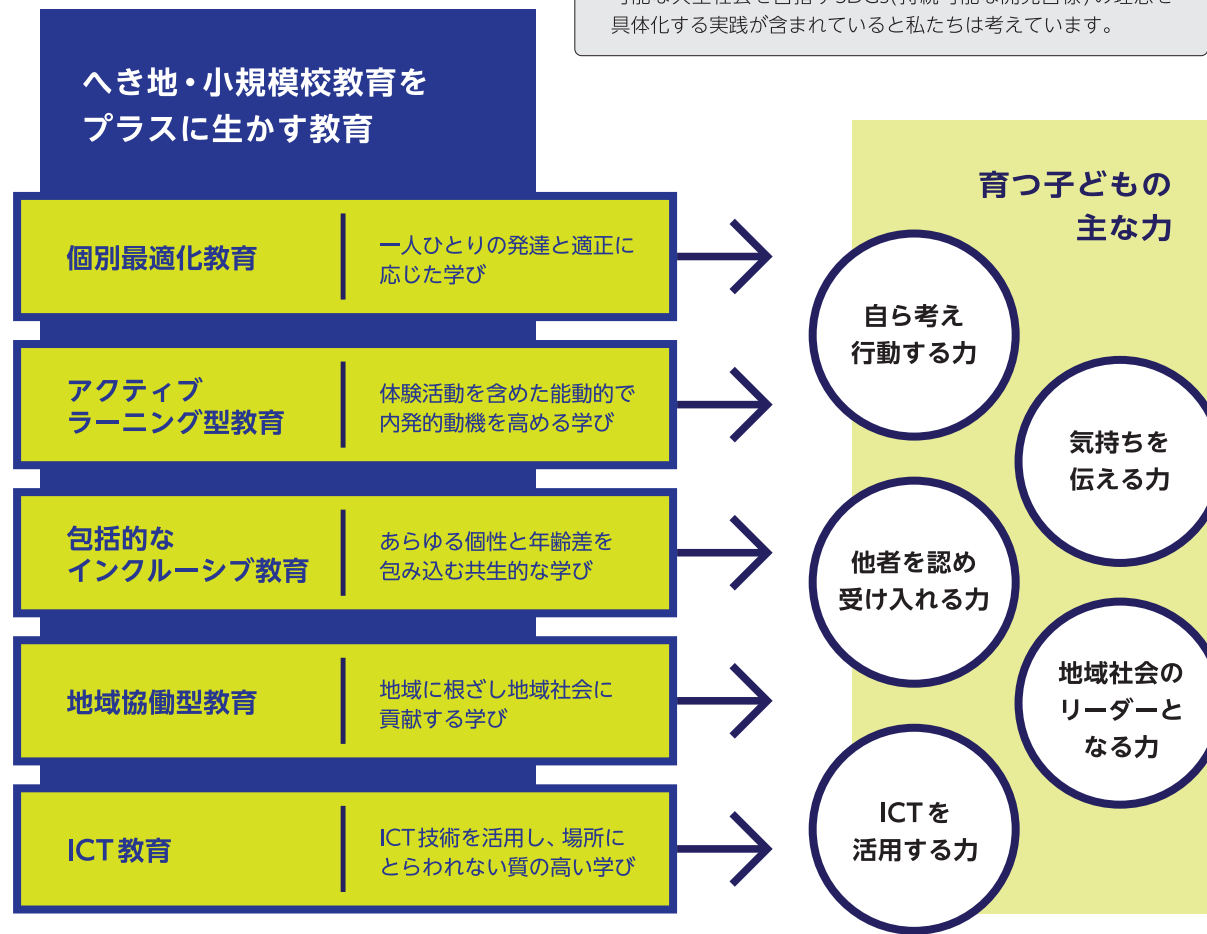 具体化する実践が含まれていると私たちは考えています。
へき地・小規模校教育を
プラスに生かす教育
個別最適化教育
一人ひとりの発達と適正に
応じた学び
アクティブ
ラーニング型教育
体験活動を含めた能動的で
内発的動機を高める学び
包括的な
インクルーシブ教育
あらゆる個性と年齢差を
包み込む共生的な学び
地域協働型教育
地域に根ざし地域社会に
貢献する学び
ICT教育
ICT技術を活用し、場所に
とらわれない質の高い学び
育つ子どもの
主な力
自ら考え
行動する力
気持ちを
伝える力
他者を認め
受け入れる力
地域社会の
リーダーと
なる力
ICTを
活用する力